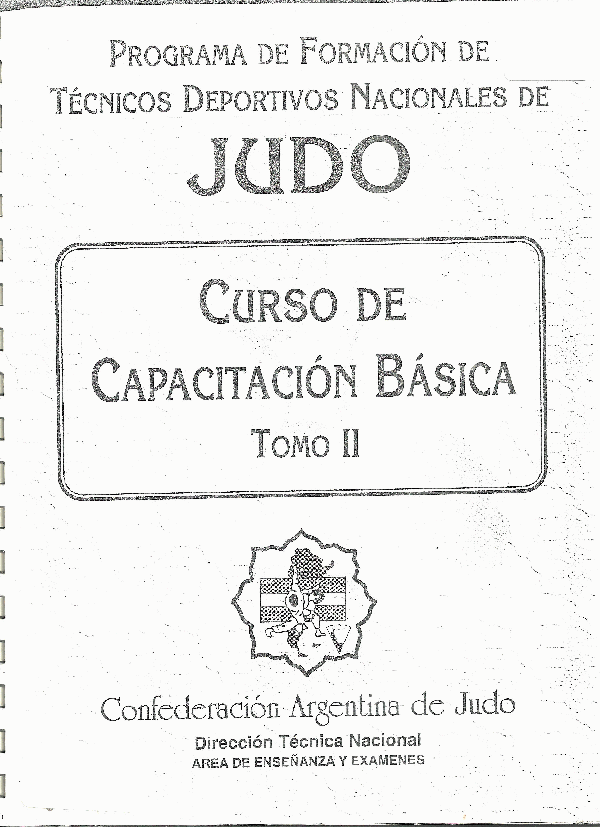 PROGRAMA DE FORMACIÓN DE
TÉCNICOS DEPORTIVOS NACIONALES DE
JUDO
CURSO DE
CAPACITACIÓN BÁSICA
TOMO II
Confederación Argentina de Judo
Dirección Técnica Nacional
AREA DE ENSEÑANZA Y EXAMENES